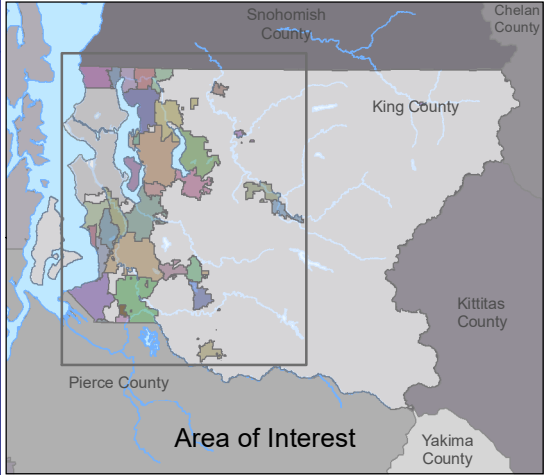 Chelan
County
Snohomish
County
King County
Kittitas
County
Pierce County
Area of Interest
Yakima
County